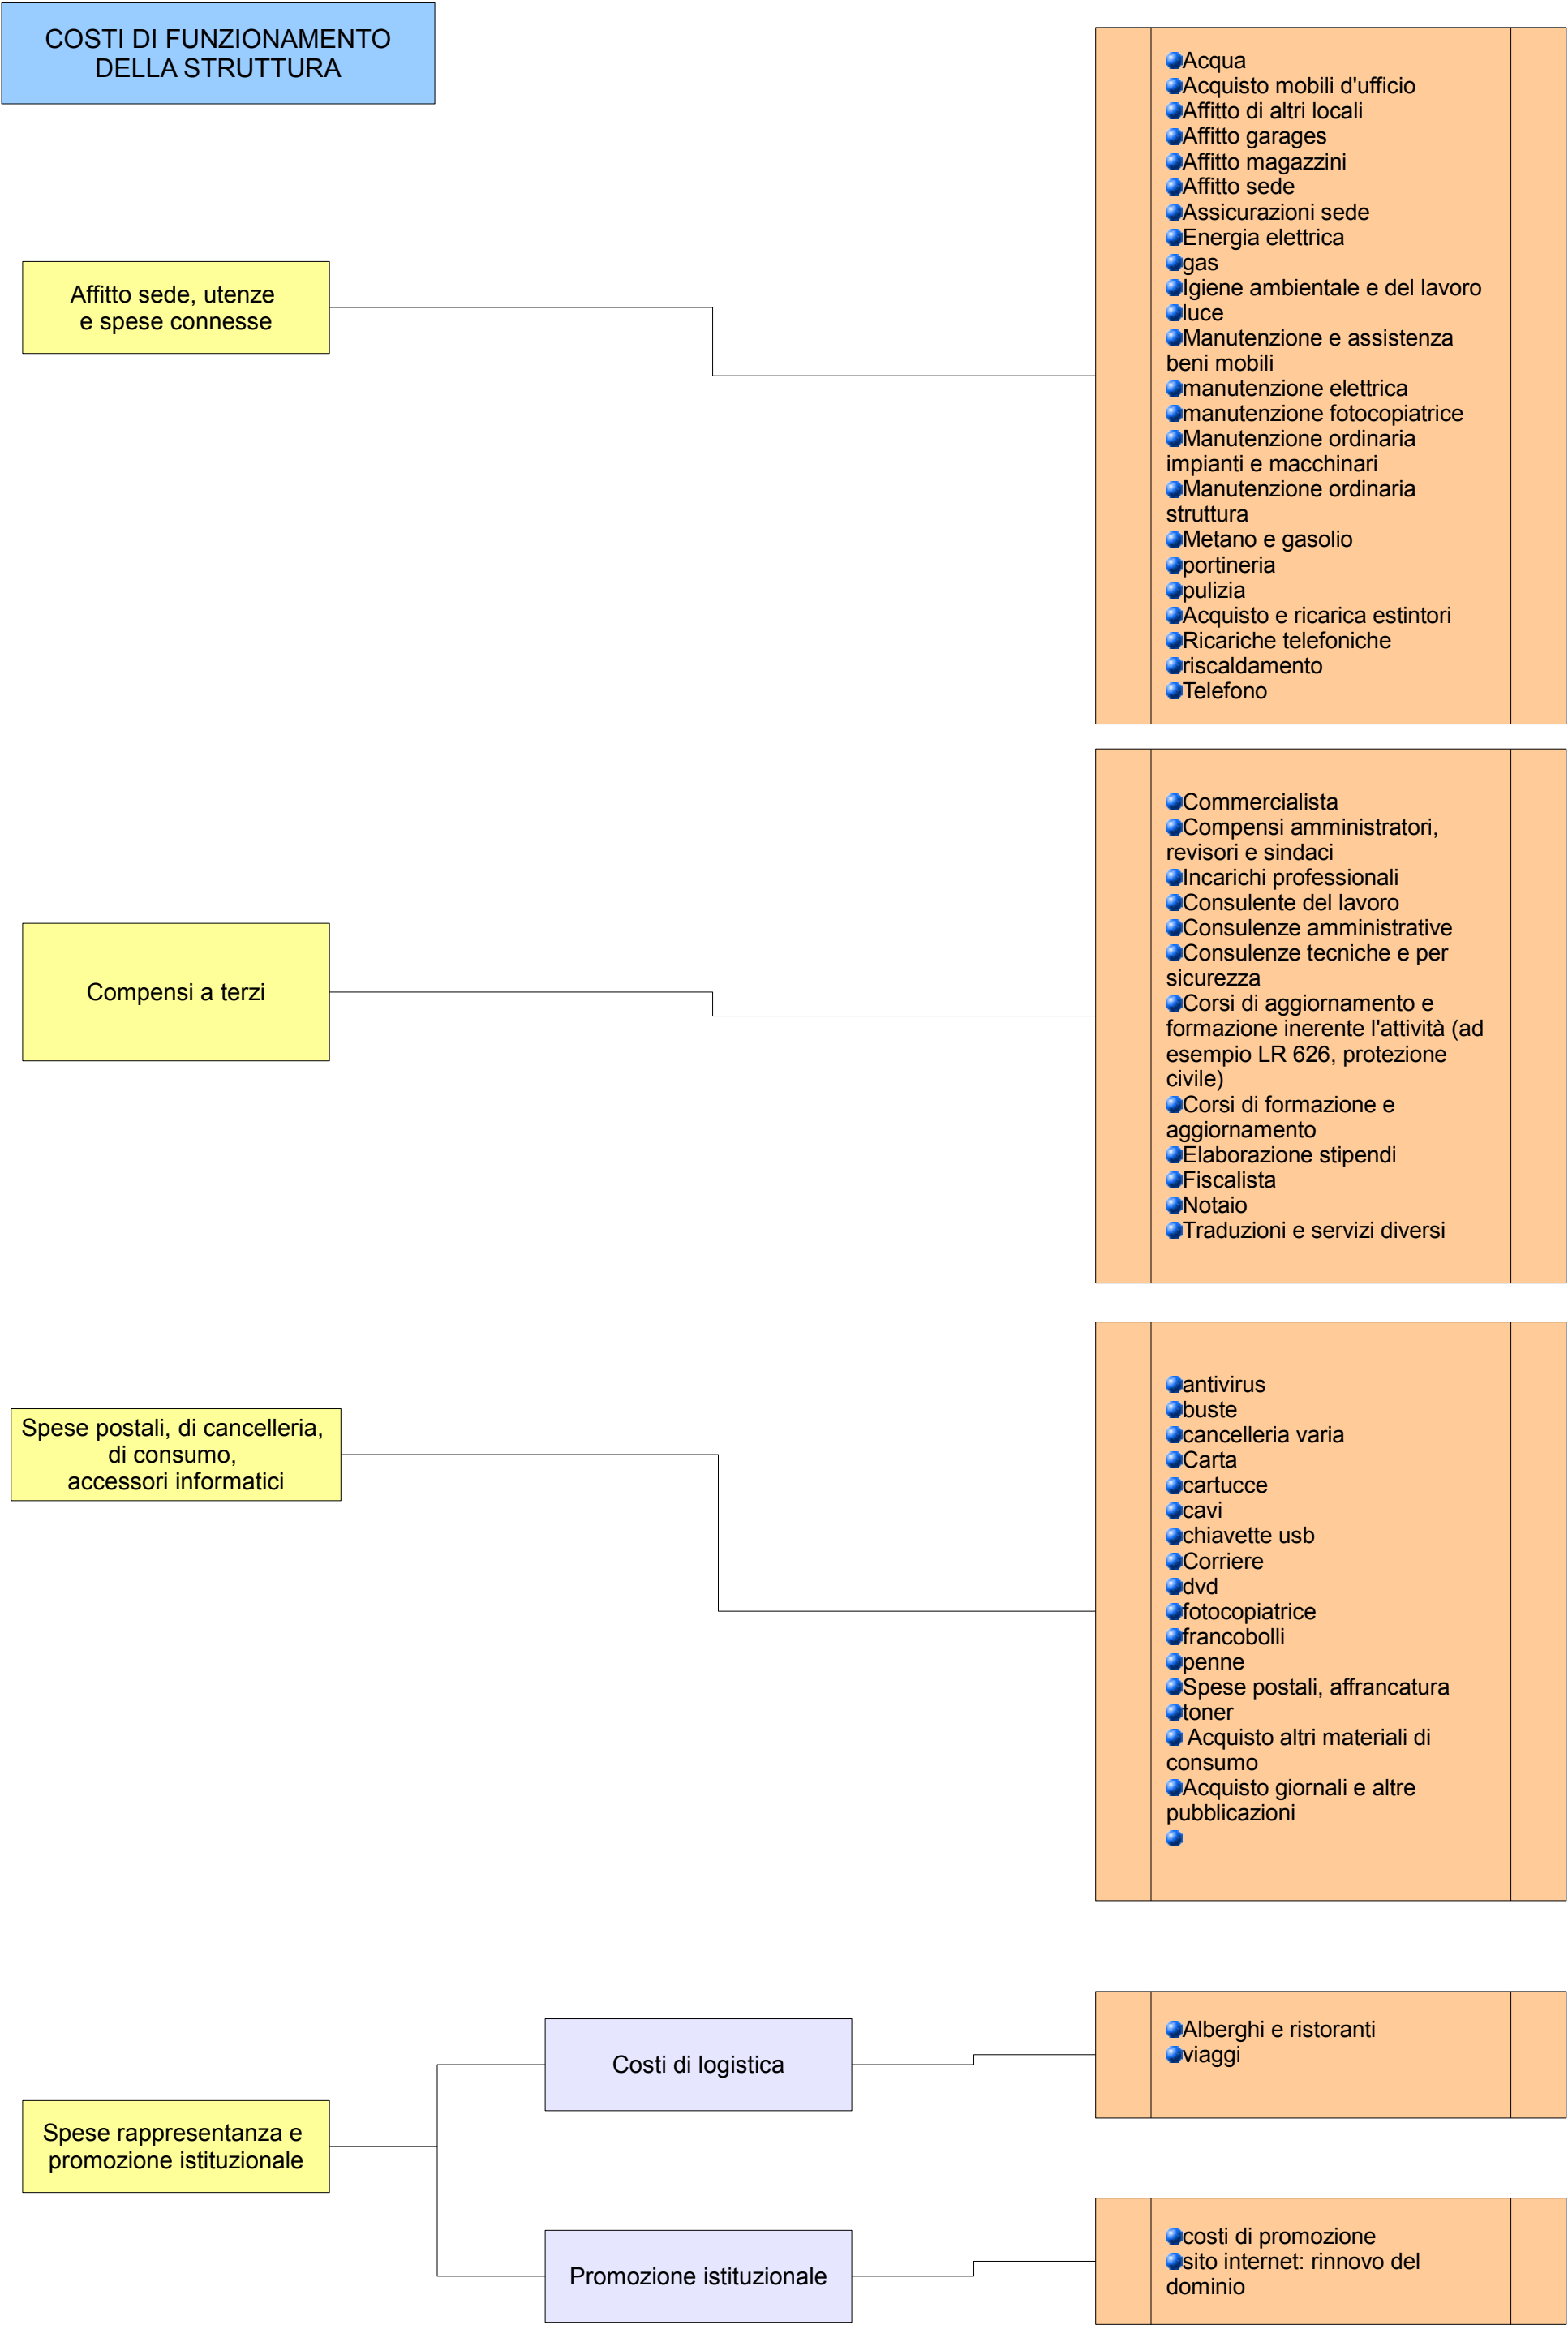 COSTI DI FUNZIONAMENTO
DELLA STRUTTURA
Affitto sede, utenze
e spese connesse
Acqua
Acquisto mobili d'ufficio
Affitto di altri locali
Affitto garages
Affitto magazzini
Affitto sede
Assicurazioni sede
Energia elettrica
gas
Igiene ambientale e del lavoro
luce
Manutenzione e assistenza
beni mobili
manutenzione elettrica
manutenzione fotocopiatrice
Manutenzione ordinaria
impianti e macchinari
Manutenzione ordinaria
struttura
Metano e gasolio
portineria
pulizia
Acquisto e ricarica estintori
Ricariche telefoniche
riscaldamento
Telefono
Compensi a terzi
Commercialista
Compensi amministratori,
revisori e sindaci
Incarichi professionali
Consulente del lavoro
Consulenze amministrative
Consulenze tecniche e per
sicurezza
Corsi di aggiornamento e
formazione inerente l'attività (ad
esempio LR 626, protezione
civile)
Corsi di formazione e
aggiornamento
Elaborazione stipendi
Fiscalista
Notaio
Traduzioni e servizi diversi
Spese postali, di cancelleria,
di consumo,
accessori informatici
antivirus
buste
cancelleria varia
Carta
cartucce
cavi
chiavette usb
Corriere
dvd
fotocopiatrice
francobolli
penne
Spese postali, affrancatura
toner
Acquisto altri materiali di
consumo
Acquisto giornali e altre
pubblicazioni
Spese rappresentanza e
promozione istituzionale
Costi di logistica
Alberghi e ristoranti
viaggi
Promozione istituzionale
costi di promozione
sito internet: rinnovo del
dominio